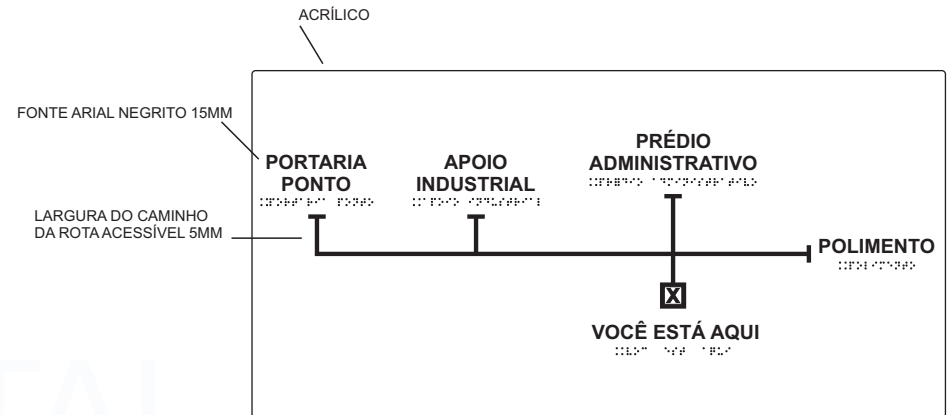 ACRÍLICO
FONTE ARIAL NEGRITO 15MM
PRÉDIO
ADMINISTRATIVO
PORTARIA
PONTO
APOIO
INDUSTRIAL
LARGURA DO CAMINHO
DA ROTA ACESSÍVEL 5MM
POLIMENTO
X
VOCÊ ESTÁ AQUI